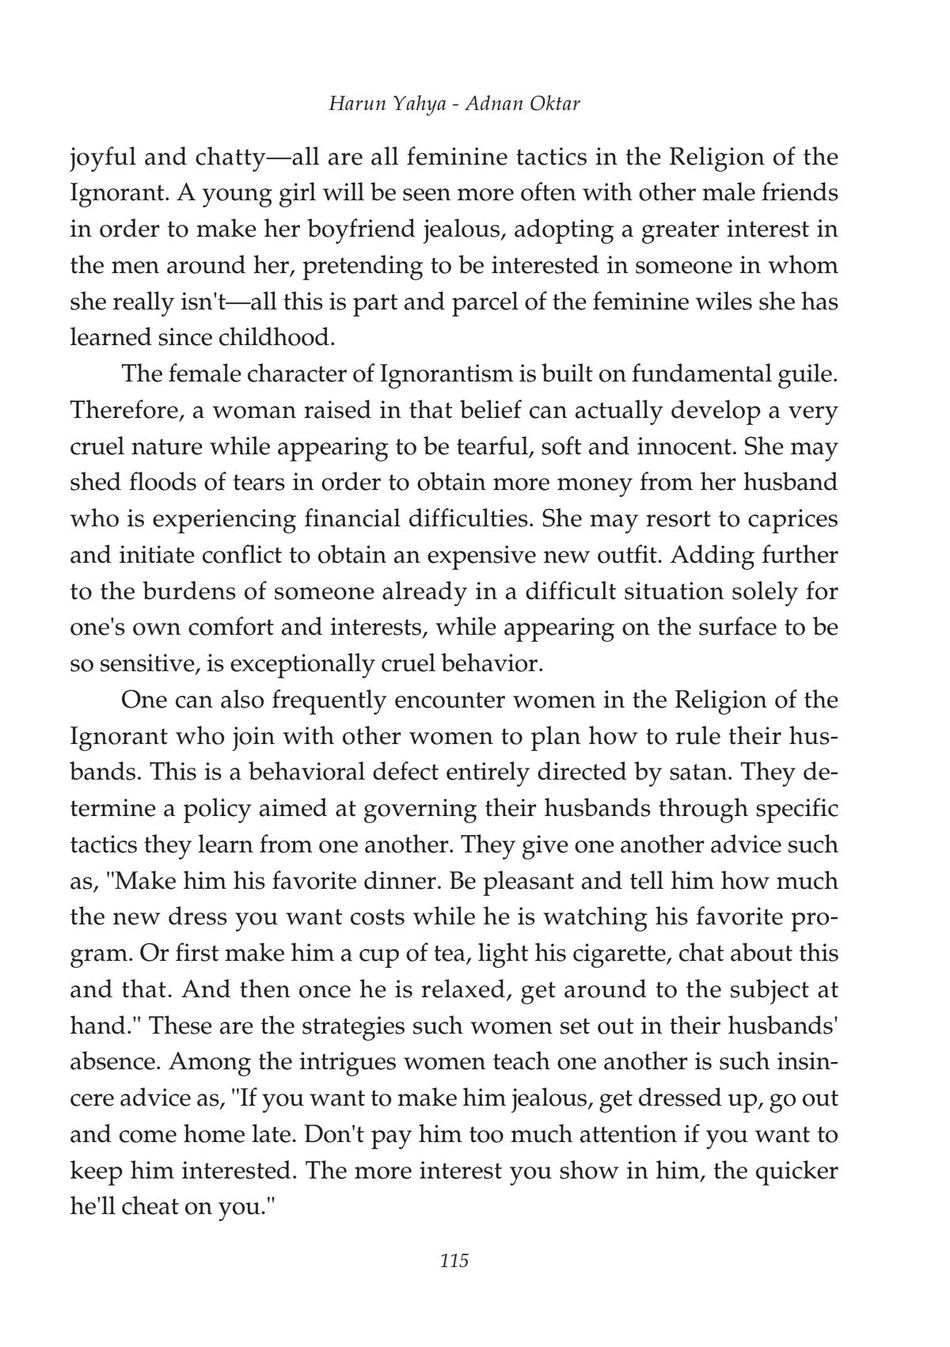 Harun Yahya - Adnan Oktar
joyful and chatty—all are all feminine tactics in the Religion of the
Ignorant. A young girl will be seen more often with other male friends
in order to make her boyfriend jealous, adopting a greater interest in
the men around her, pretending to be interested in someone in whom
she really isn't—all this is part and parcel of the feminine wiles she has
learned since childhood.
The female character of Ignorantism is built on fundamental guile.
Therefore, a woman raised in that belief can actually develop a very
cruel nature while appearing to be tearful, soft and innocent. She may
shed floods of tears in order to obtain more money from her husband
who is experiencing financial difficulties. She may resort to caprices
and initiate conflict to obtain an expensive new outfit. Adding further
to the burdens of someone already in a difficult situation solely for
one's own comfort and interests, while appearing on the surface to be
so sensitive, is exceptionally cruel behavior.
One can also frequently encounter women in the Religion of the
Ignorant who join with other women to plan how to rule their hus-
bands. This is a behavioral defect entirely directed by satan. They de-
termine a policy aimed at governing their husbands through specific
tactics they learn from one another. They give one another advice such
as, "Make him his favorite dinner. Be pleasant and tell him how much
the new dress you want costs while he is watching his favorite pro-
gram. Or first make him a cup of tea, light his cigarette, chat about this
and that. And then once he is relaxed, get around to the subject at
hand." These are the strategies such women set out in their husbands'
absence. Among the intrigues women teach one another is such insin-
cere advice as, "If you want to make him jealous, get dressed up, go out
and come home late. Don't pay him too much attention if you want to
keep him interested. The more interest you show in him, the quicker
he'll cheat on you."
115